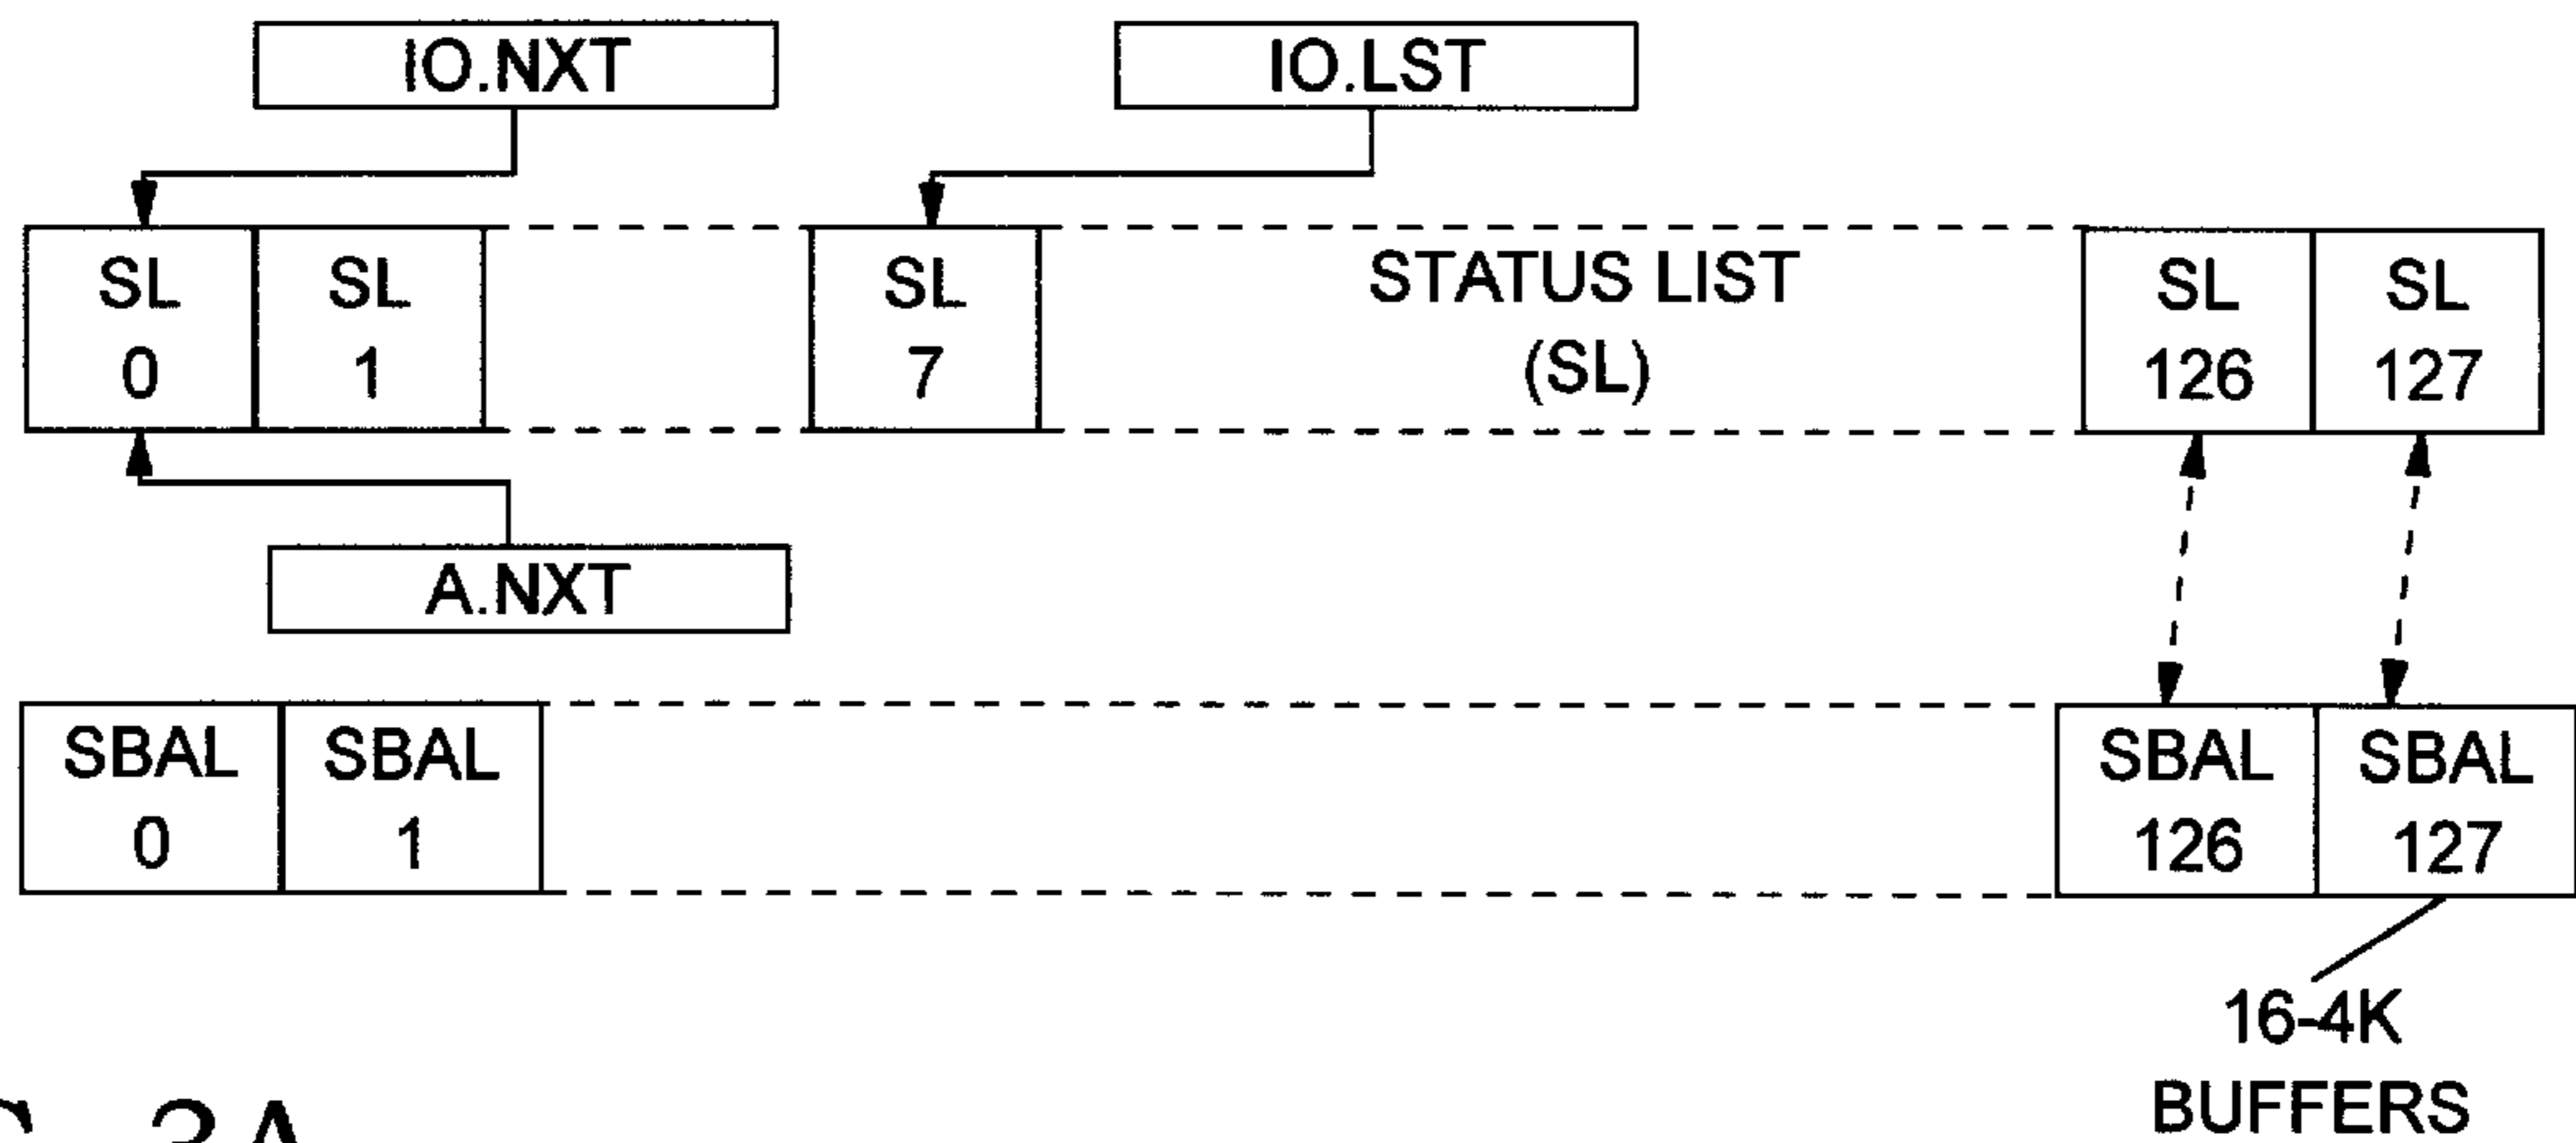 IO.NXT
IO.LST
SL 0
SL 1
SL 7
STATUS LIST
(SL)
SL 126
SL 127
A.NXT
SBAL 0
SBAL 1
SBAL 126
SBAL 127
16-4K
BUFFERS
3A